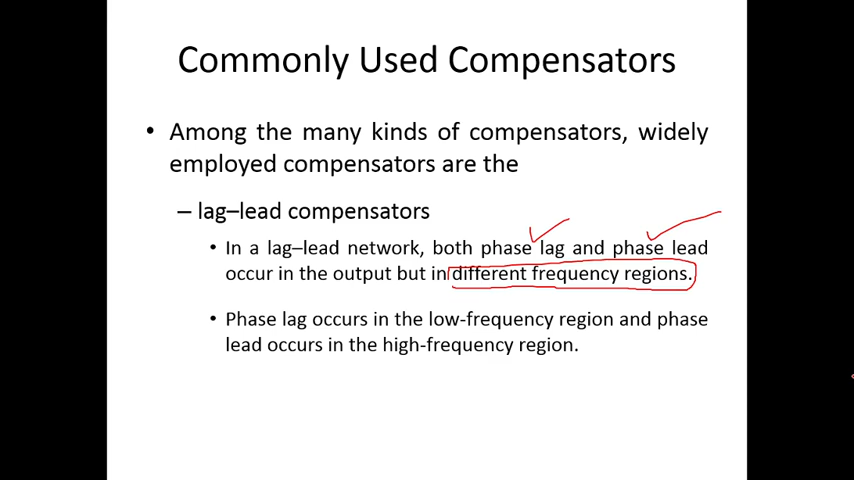 Commonly Used Compensators
• Among the many kinds of compensators, widely
employed compensators are the
– lag–lead compensators
• In a lag–lead network, both phase lag and phase lead
occur in the output but in different frequency regions.
• Phase lag occurs in the low-frequency region and phase
lead occurs in the high-frequency region.